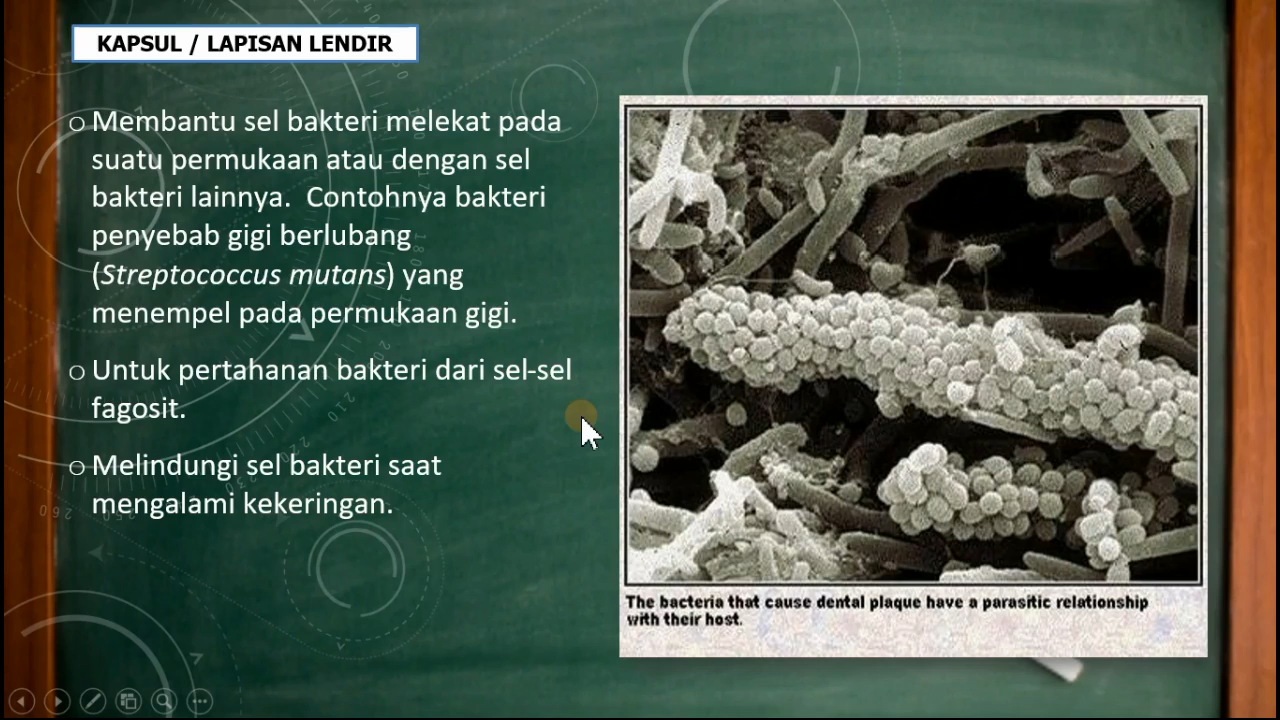 KAPSUL / LAPISAN LENDIR
o Membantu sel bakteri melekat pada
suatu permukaan atau dengan sel
bakteri lainnya. Contohnya bakteri
penyebab gigi berlubang
(Streptococcus mutans) yang
menempel pada permukaan gigi.
o Untuk pertahanan bakteri dari sel-sel
fagosit.
o Melindungi sel bakteri saat
mengalami kekeringan.
The bacteria that cause dental plaque have a parasitic relationship
with their host.